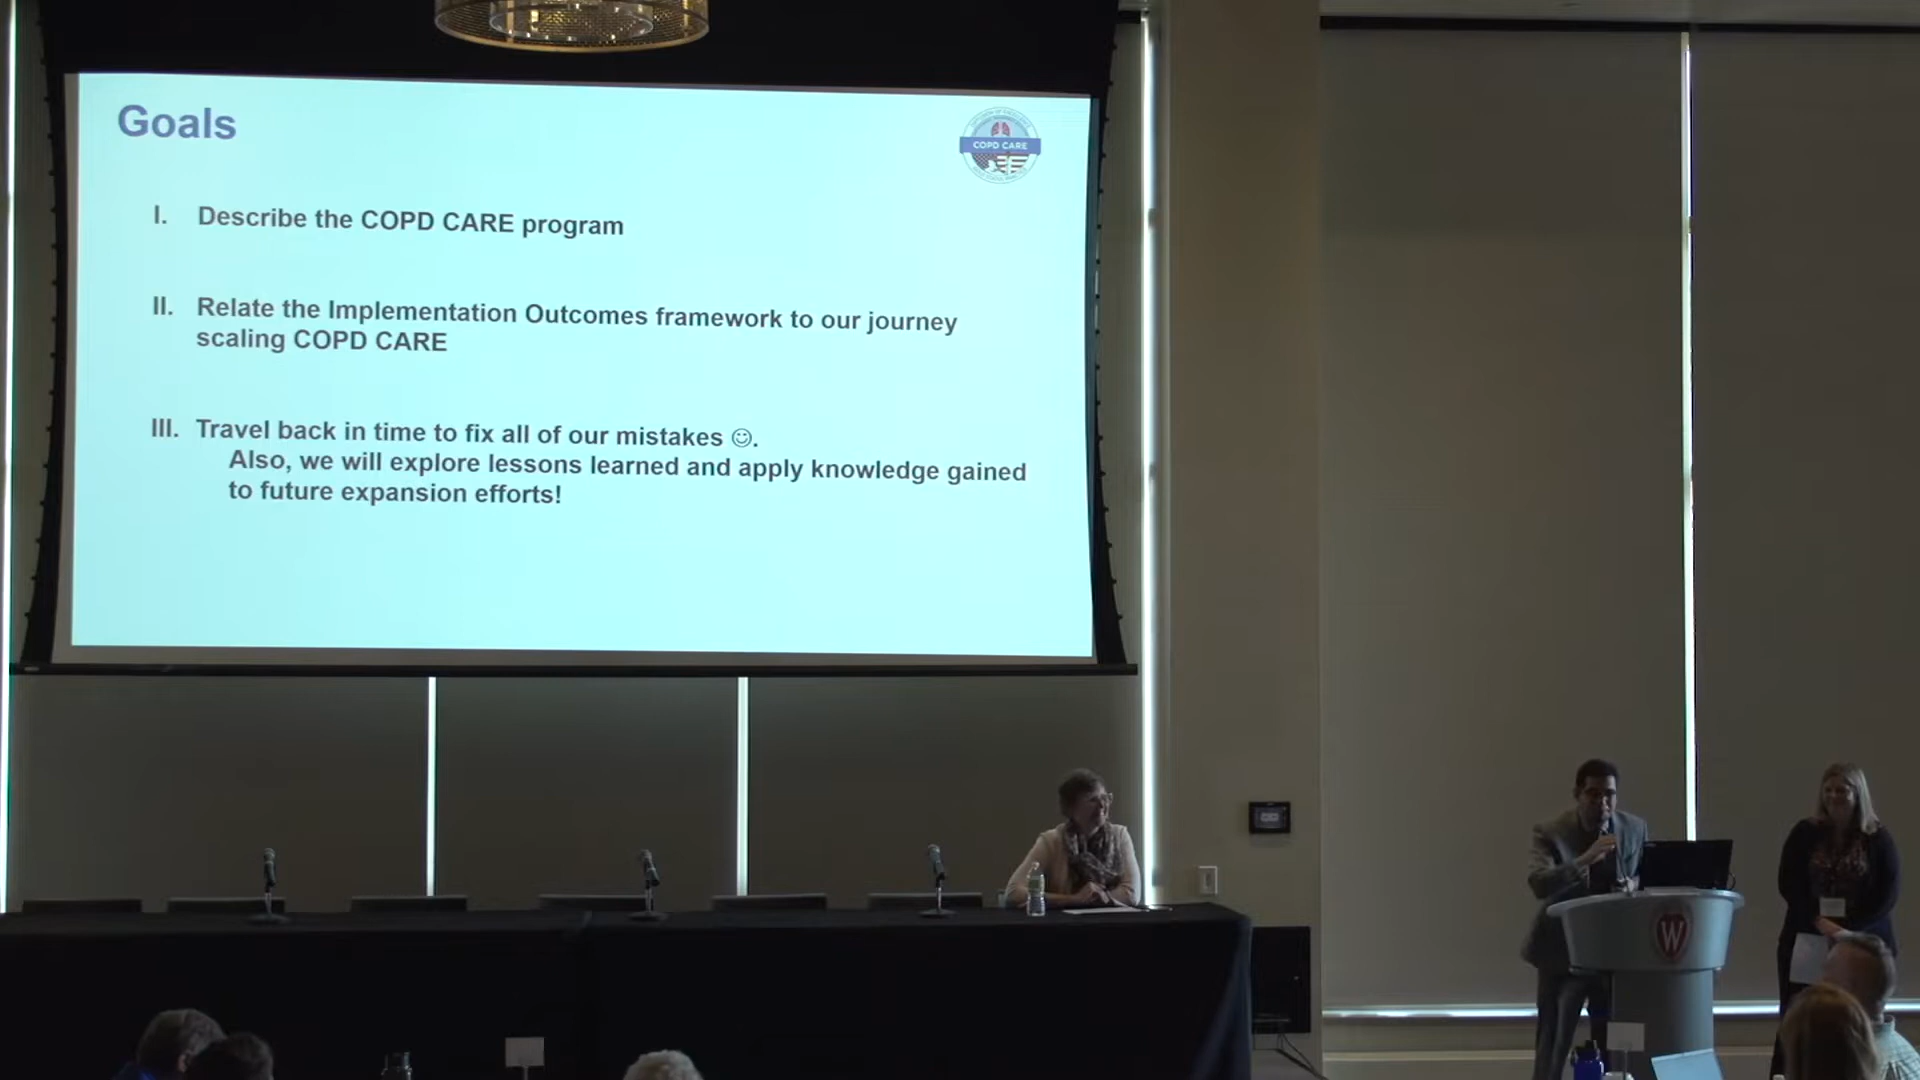 Goals
COPD CARE
I. Describe the COPD CARE program
II. Relate the Implementation Outcomes framework to our journey
scaling COPD CARE
III. Travel back in time to fix all of our mistakes ☺.
Also, we will explore lessons learned and apply knowledge gained
to future expansion efforts!
W